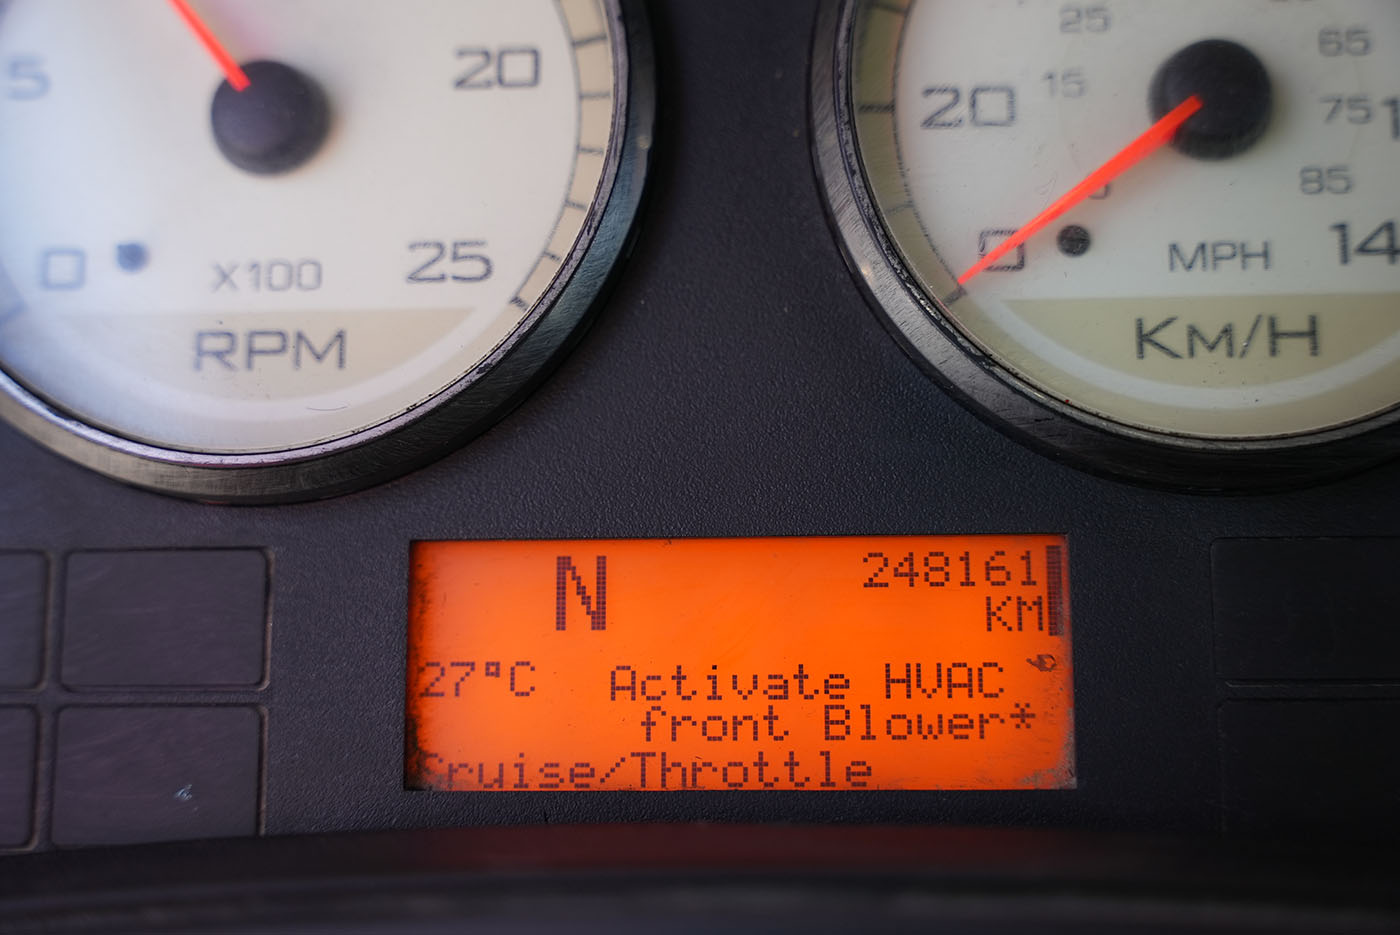 5
20
0
25
X100
RPM
25
65
20
15
75
85
0
MPH
14
KM/H
N
248161
KM
27°C
Activate HVAC
front Blower*
Cruise/Throttle